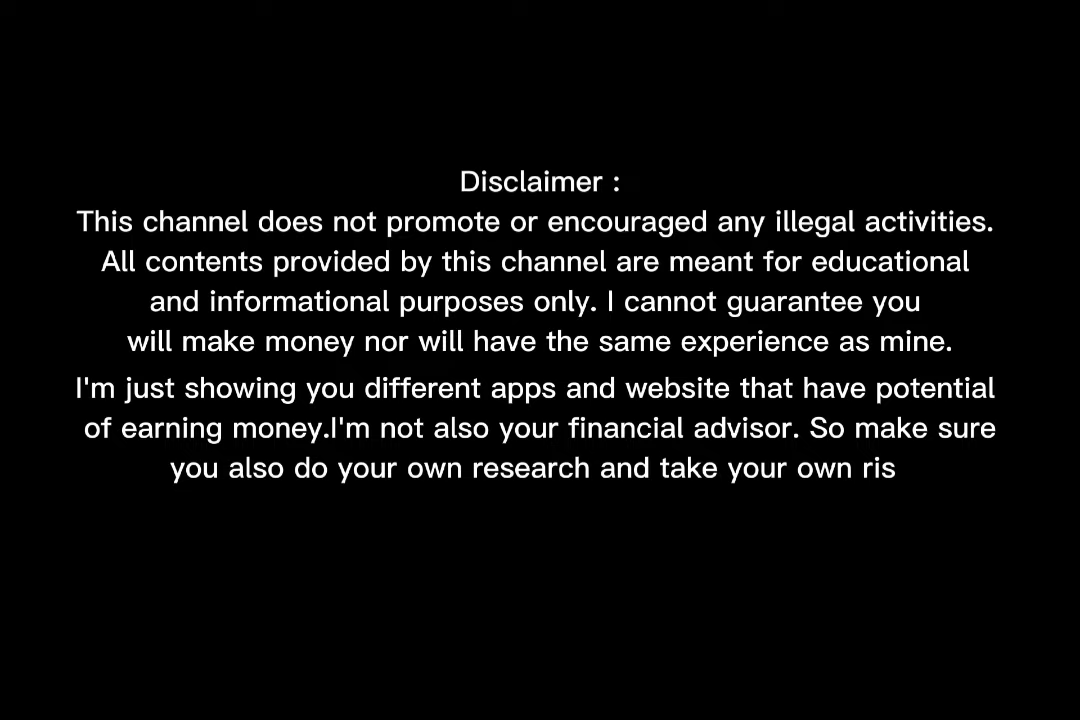 Disclaimer :
This channel does not promote or encouraged any illegal activities.
All contents provided by this channel are meant for educational
and informational purposes only. I cannot guarantee you
will make money nor will have the same experience as mine.
I'm just showing you different apps and website that have potential
of earning money.I'm not also your financial advisor. So make sure
you also do your own research and take your own ris